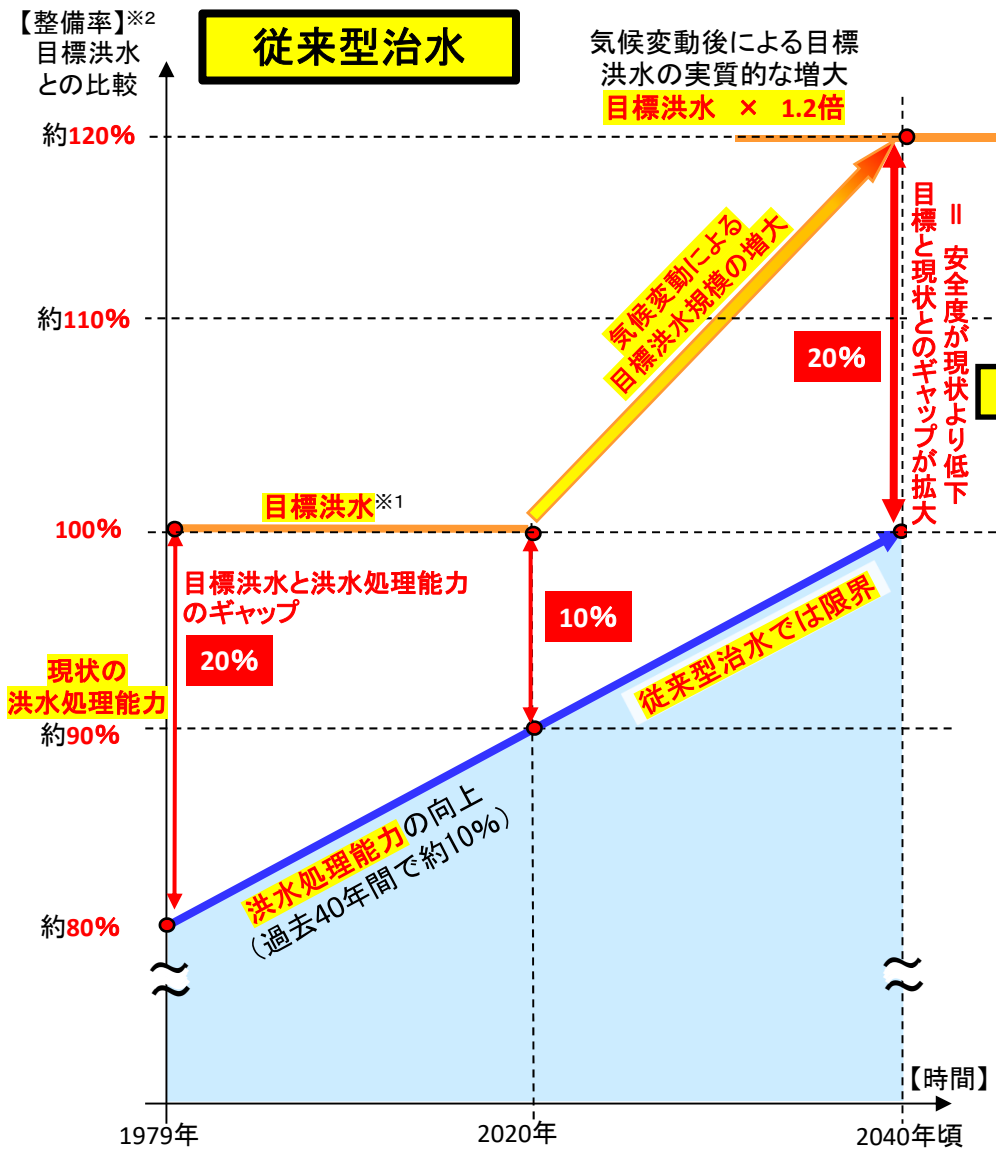 【整備率】※2
目標洪水
との比較
従来型治水
気候変動後による目標
洪水の実質的な増大
目標洪水 × 1.2倍
約120%
気候変動による
目標洪水規模の増大
目標と現状とのギャップが拡大
＝ 安全度が現状より低下
約110%
20%
目標洪水※1
100%
目標洪水と洪水処理能力
のギャップ
20%
10%
従来型治水では限界
現状の
洪水処理能力
約90%
洪水処理能力の向上
（過去40年間で約10%）
約80%
【時間】
1979年
2020年
2040年頃